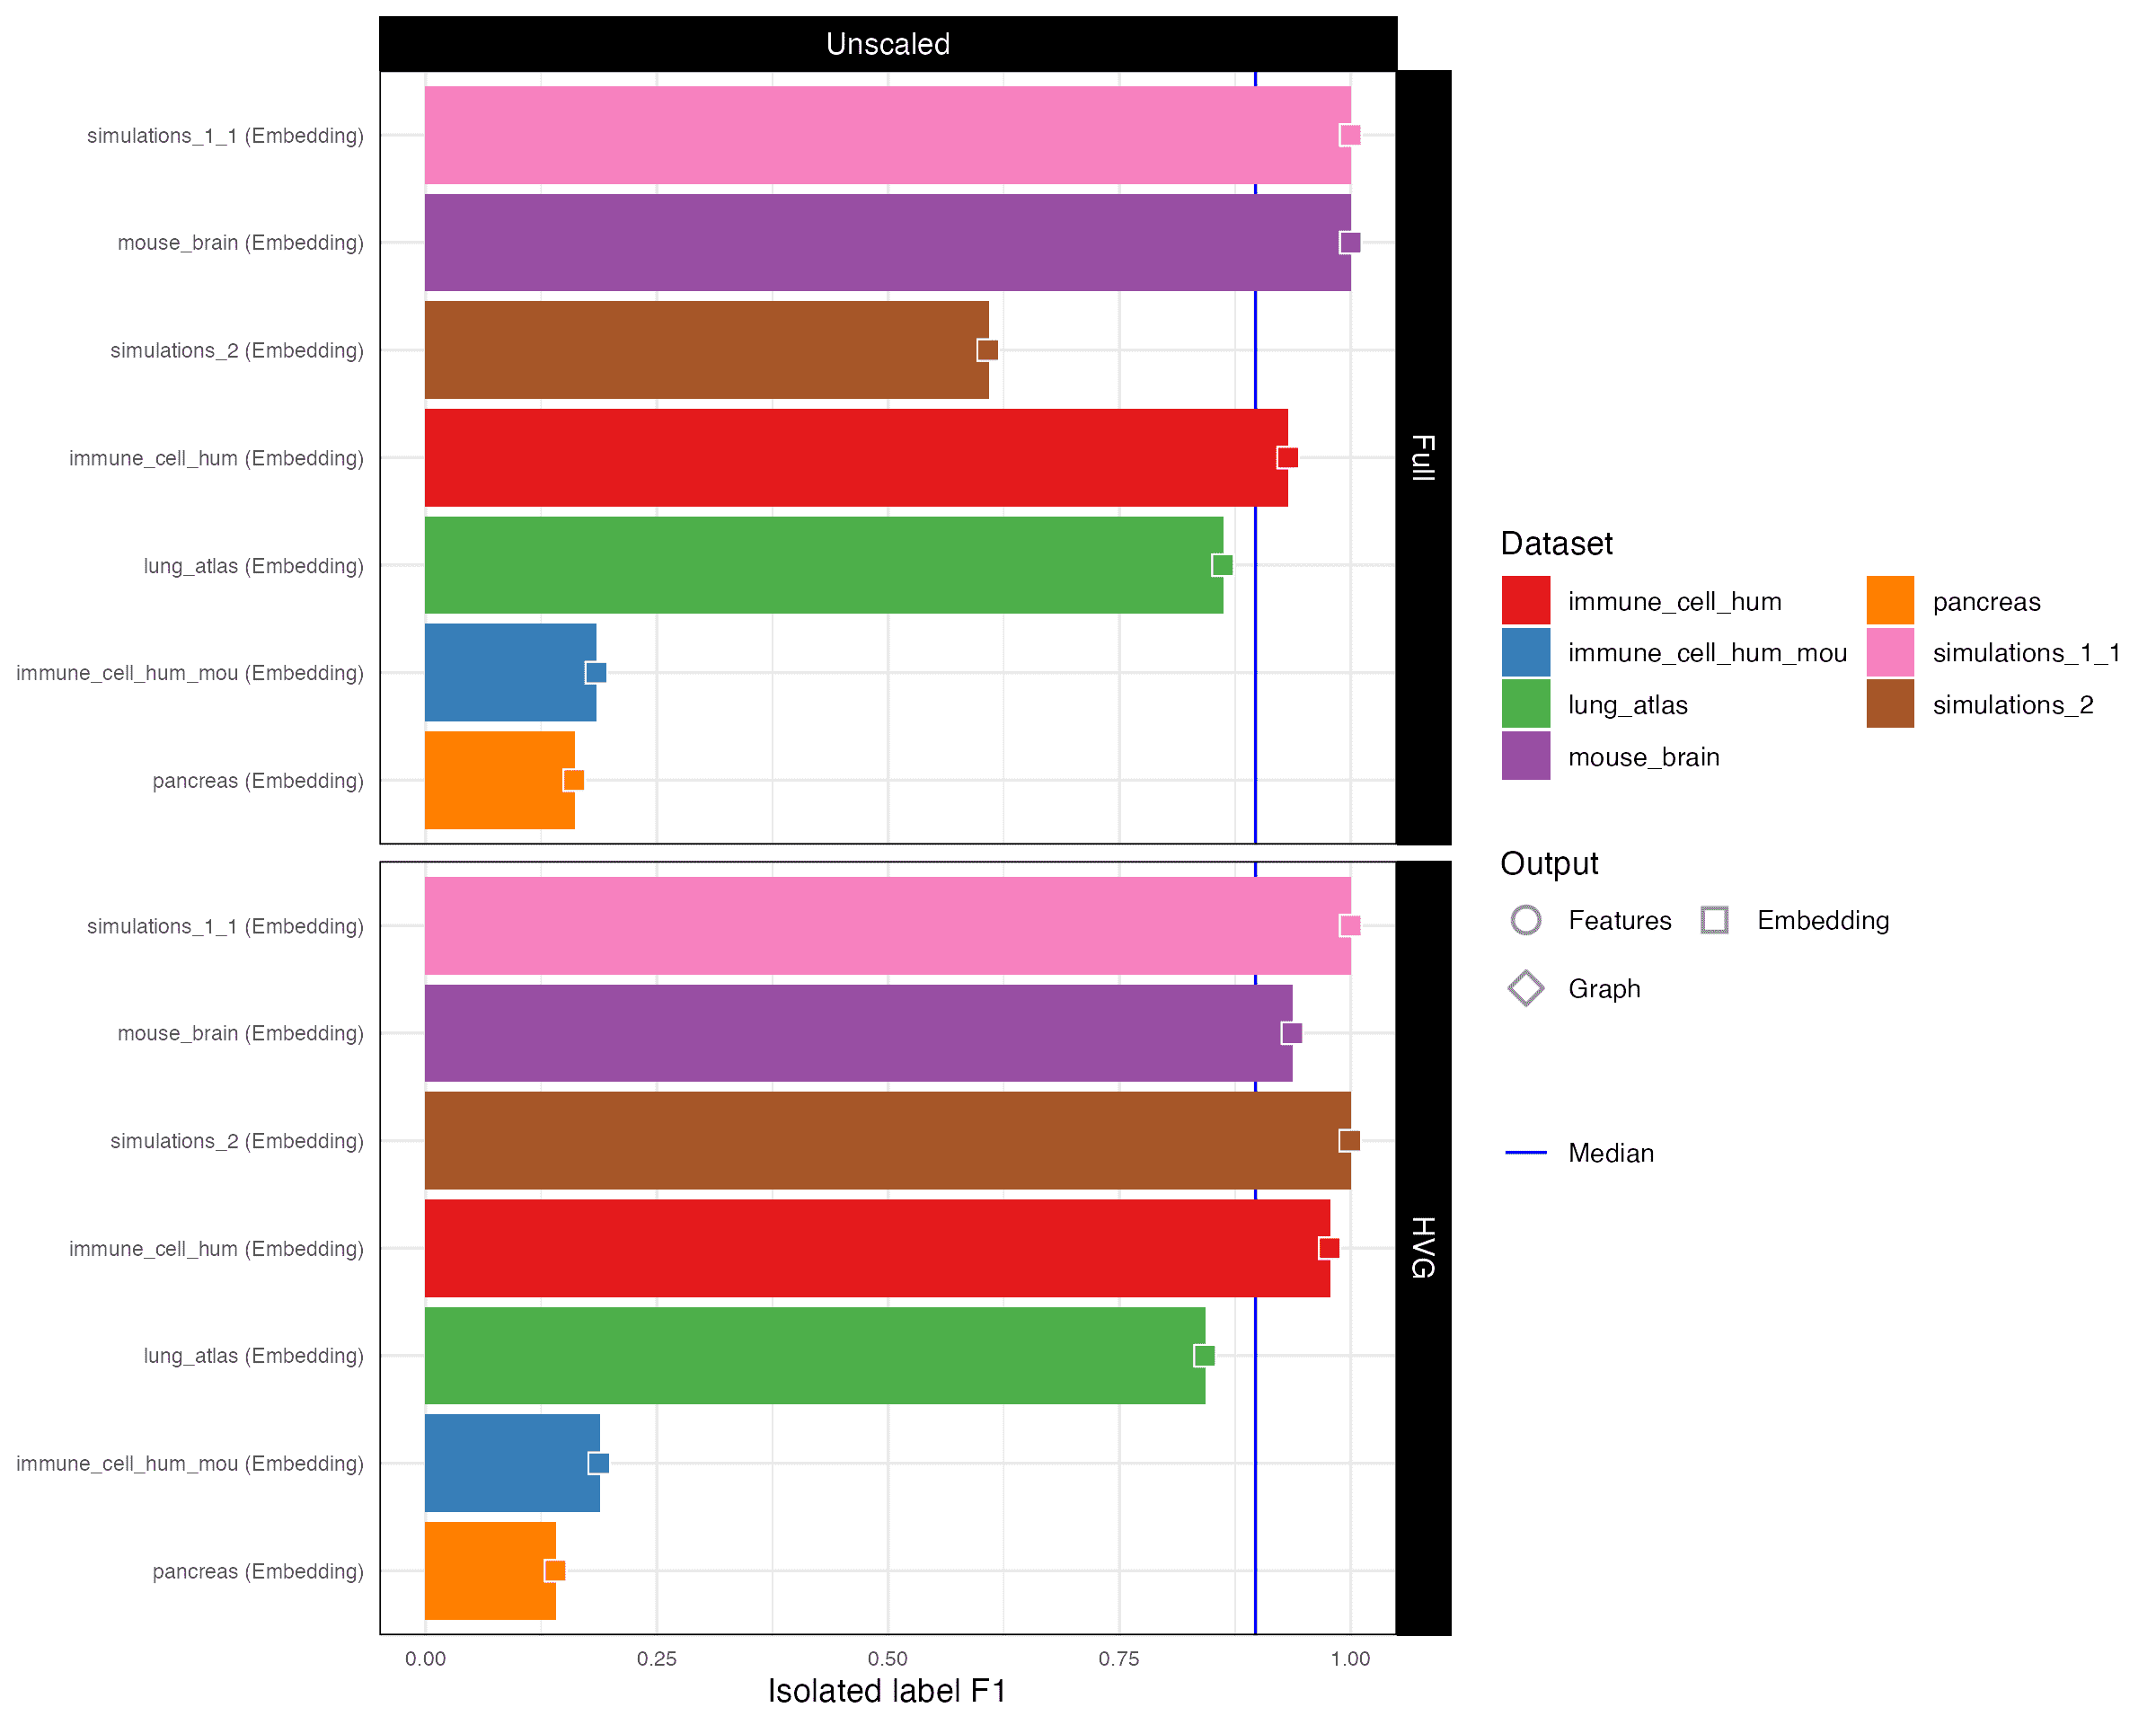 Unscaled
simulations_1_1 (Embedding)
mouse_brain (Embedding)
simulations_2 (Embedding)
immune_cell_hum (Embedding)
lung_atlas (Embedding)
immune_cell_hum_mou (Embedding)
pancreas (Embedding)
Full
simulations_1_1 (Embedding)
mouse_brain (Embedding)
simulations_2 (Embedding)
immune_cell_hum (Embedding)
lung_atlas (Embedding)
immune_cell_hum_mou (Embedding)
pancreas (Embedding)
HVG
0.00 0.25 0.50 0.75 1.00
Isolated label F1
Dataset
immune_cell_hum pancreas
immune_cell_hum_mou simulations_1_1
lung_atlas simulations_2
mouse_brain
Output
Features Embedding
Graph
Median